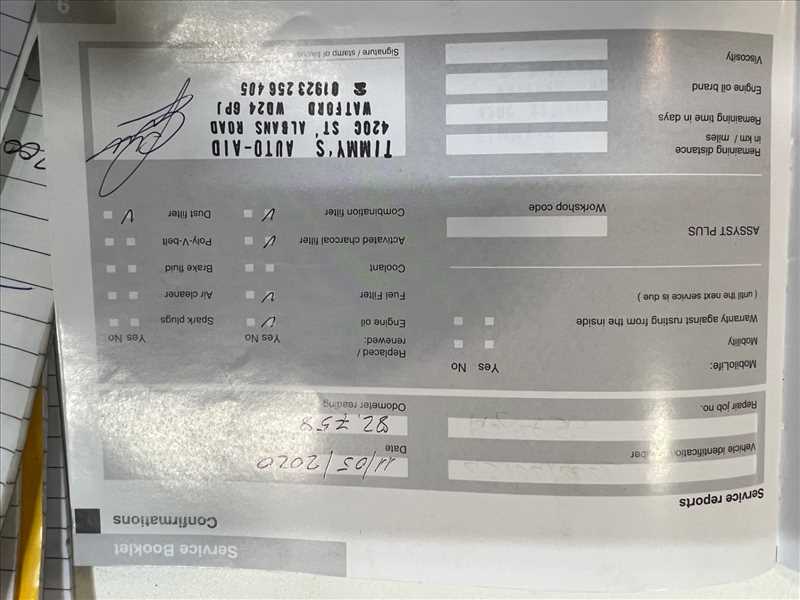 Service Booklet
Confirmations
Service reports
Vehicle identification number
Date
11/05/2020
Repair job no.
Odometer reading
82,758
MobiloLife:
Yes No
Mobility
Warranty against rusting from the inside
( until the next service is due )
ASSYST PLUS
Workshop code
Remaining distance
in km / miles
Remaining time in days
Engine oil brand
Viscosity
Replaced /
renewed:
Yes No
Yes No
Engine oil
✓
Spark plugs
Fuel Filter
✓
Air cleaner
Coolant
Brake fluid
Activated charcoal filter
✓
Poly-V-belt
Combination filter
✓
Dust filter
✓
TIMMY'S AUTO-AID
420C ST. ALBANS ROAD
WATFORD WD24 6PJ
☎ 01923 256 405
Signature / stamp of